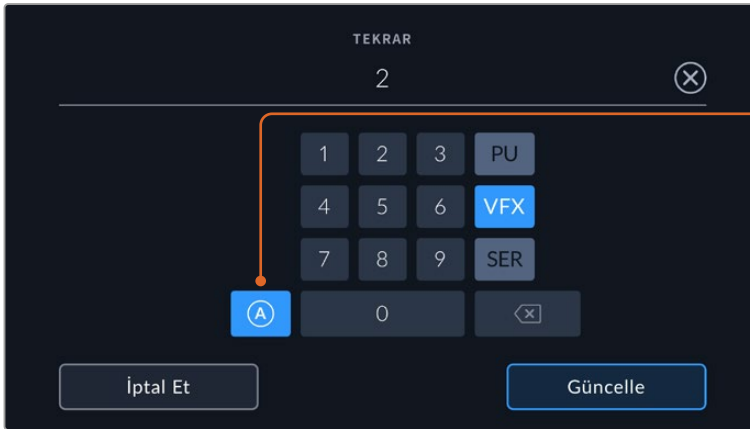 TEKRAR
2
1 2 3 PU
4 5 6 VFX
7 8 9 SER
A 0
İptal Et Güncelle